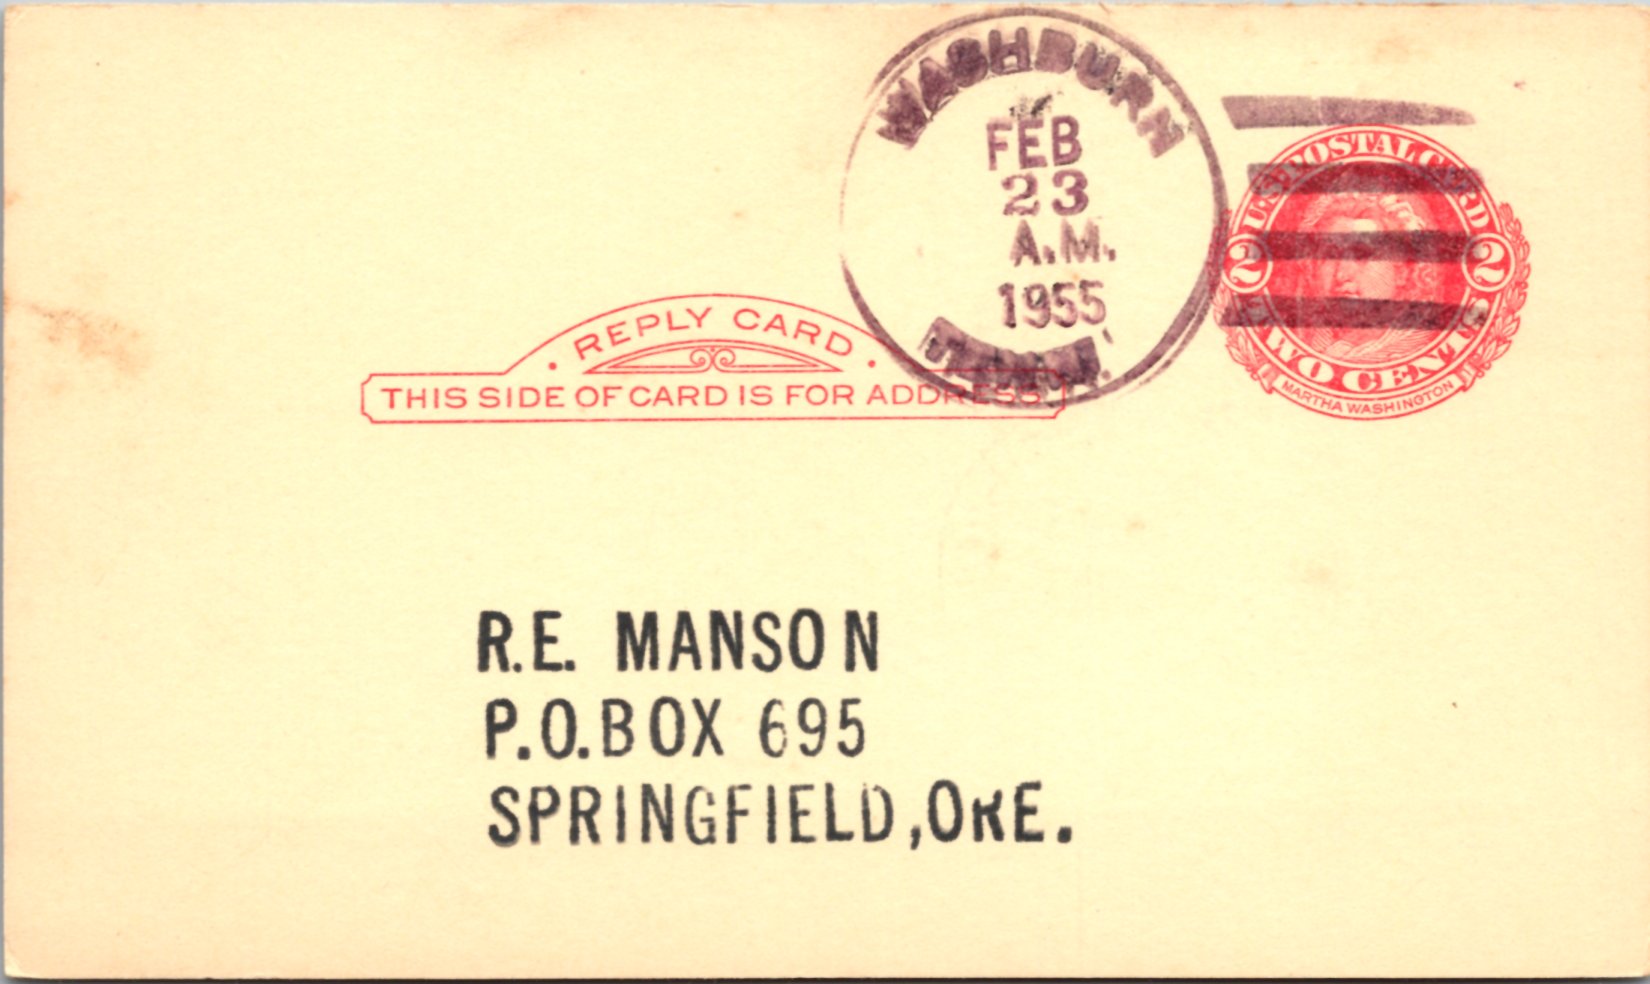 WASHBURN
FEB
23
A.M.
1955
U.S. POSTAL CARD
2 2
TWO CENTS
MARTHA WASHINGTON
· REPLY CARD ·
THIS SIDE OF CARD IS FOR ADDRESS
R.E. MANSON
P.O.BOX 695
SPRINGFIELD,ORE.